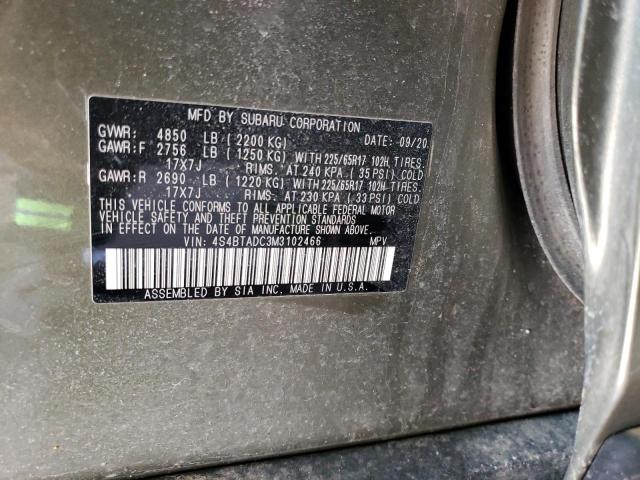 MFD BY SUBARU CORPORATION
GVWR: 4850 LB (2200 KG) DATE: 09/20
GAWR:F 2756 LB (1250 KG) WITH 225/65R17 102H, TIRES
17X7J RIMS, AT 240 KPA (35 PSI) COLD
GAWR:R 2690 LB (1220 KG) WITH 225/65R17 102H, TIRES,
17X7J RIMS, AT 230 KPA (33 PSI) COLD
THIS VEHICLE CONFORMS TO ALL APPLICABLE FEDERAL MOTOR
VEHICLE SAFETY AND THEFT PREVENTION STANDARDS
IN EFFECT ON THE DATE OF MANUFACTURE SHOWN ABOVE.
VIN: 4S4BTADC3M3102466 MPV
ASSEMBLED BY SIA INC. MADE IN U.S.A.